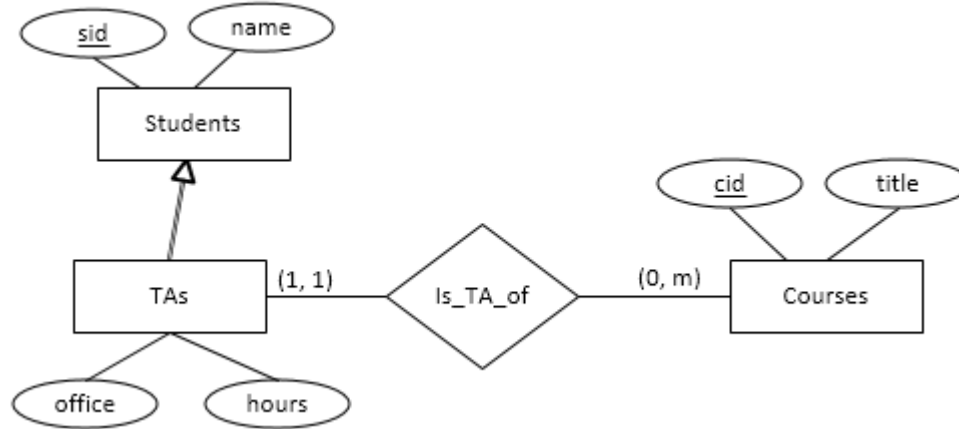 sid
name
Students
cid
title
TAs
(1, 1)
Is_TA_of
(0, m)
Courses
office
hours